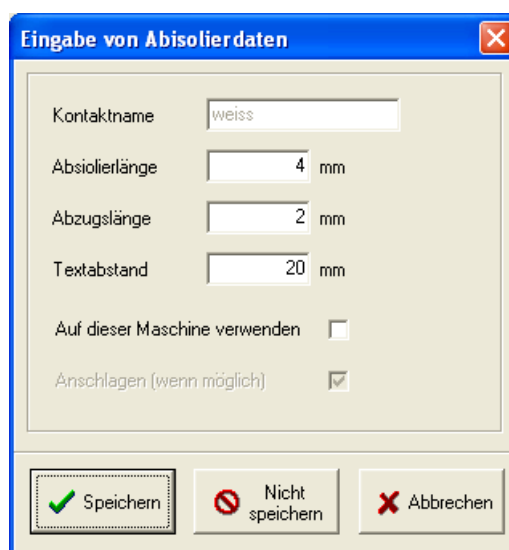 Eingabe von Abisolierdaten
Kontaktname weiss
Absiolierlänge 4 mm
Abzugslänge 2 mm
Textabstand 20 mm
Auf dieser Maschine verwenden
Anschlagen (wenn möglich)
Speichern Nicht speichern Abbrechen